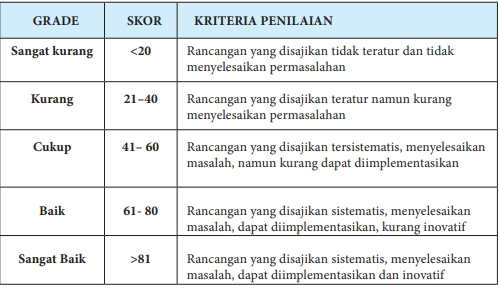 GRADE SKOR KRITERIA PENILAIAN
Sangat kurang <20 Rancangan yang disajikan tidak teratur dan tidak
menyelesaikan permasalahan
Kurang 21–40 Rancangan yang disajikan teratur namun kurang
menyelesaikan permasalahan
Cukup 41– 60 Rancangan yang disajikan tersistematis, menyelesaikan
masalah, namun kurang dapat diimplementasikan
Baik 61- 80 Rancangan yang disajikan sistematis, menyelesaikan
masalah, dapat diimplementasikan, kurang inovatif
Sangat Baik >81 Rancangan yang disajikan sistematis, menyelesaikan
masalah, dapat diimplementasikan dan inovatif